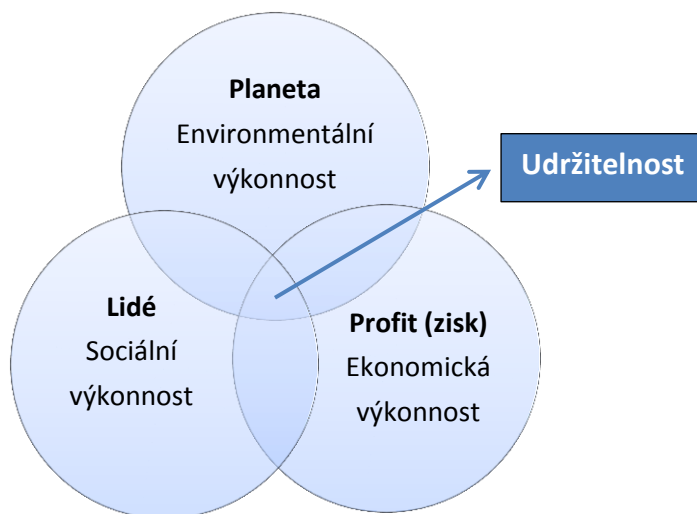 Planeta
Environmentální
výkonnost
Udržitelnost
Lidé
Sociální
výkonnost
Profit (zisk)
Ekonomická
výkonnost